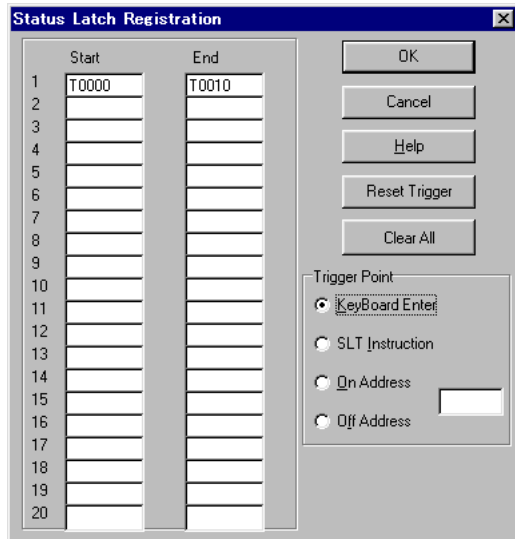 Status Latch Registration
Start End
1 T0000 T0010
2
3
4
5
6
7
8
9
10
11
12
13
14
15
16
17
18
19
20
OK
Cancel
Help
Reset Trigger
Clear All
Trigger Point
KeyBoard Enter
SLT Instruction
On Address
Off Address